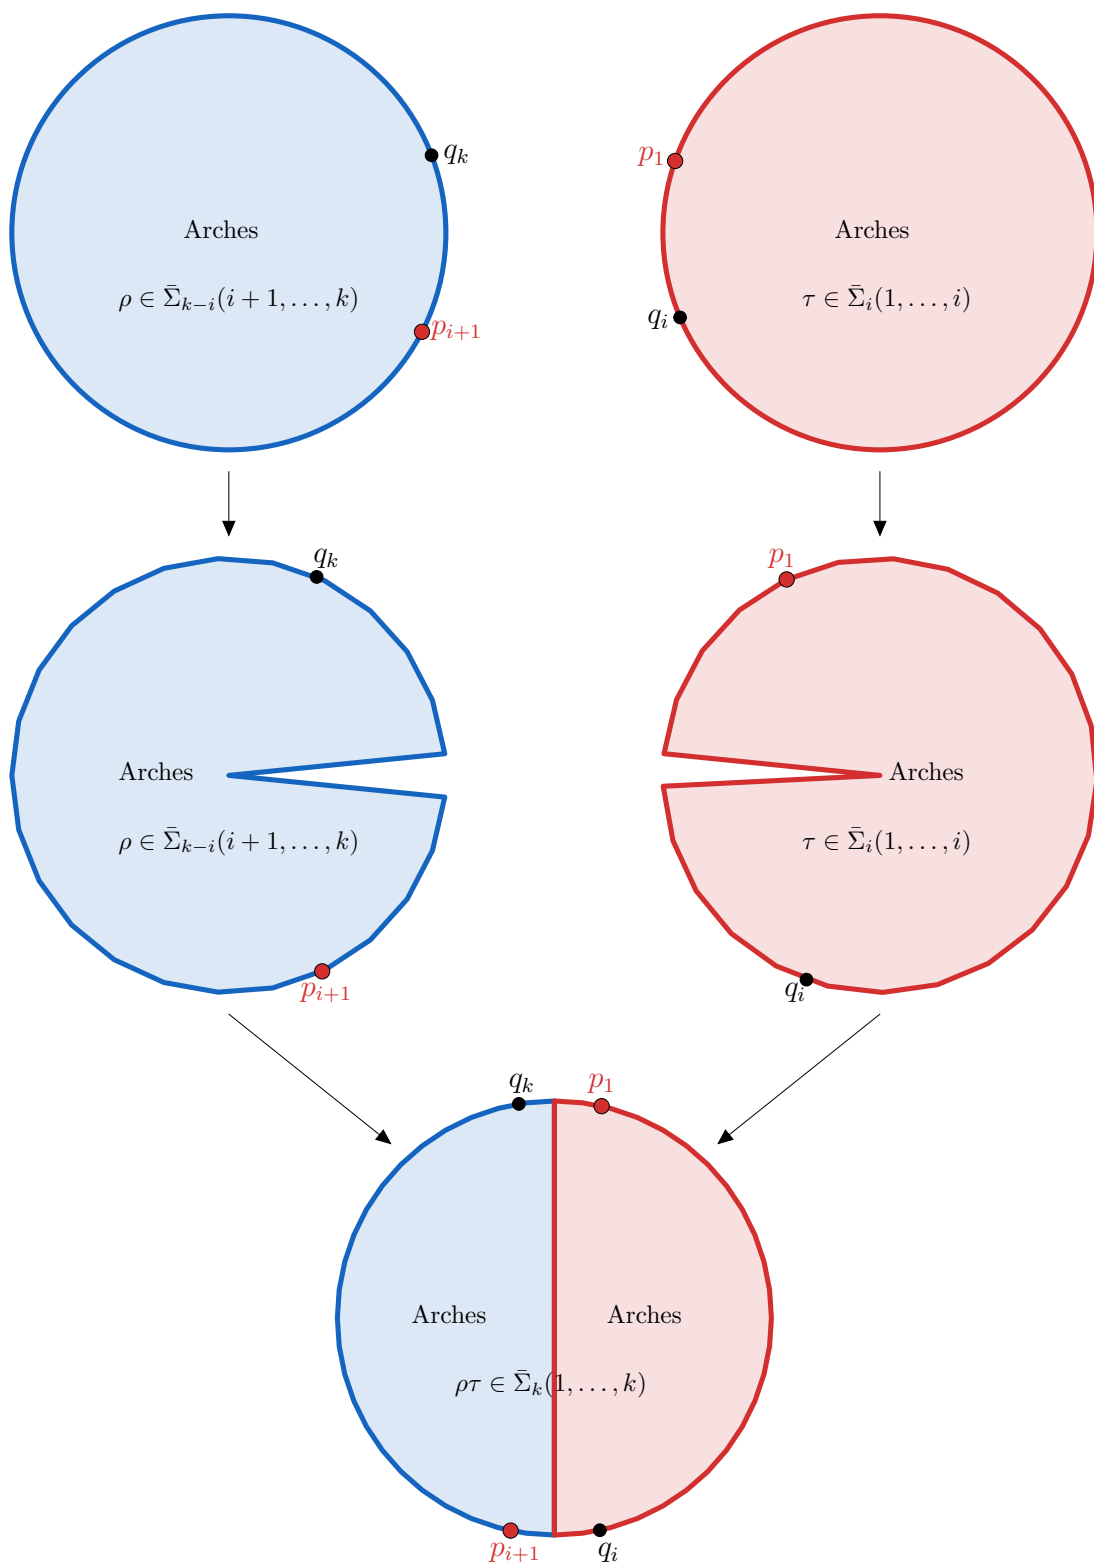 q_k
p_1
Arches
Arches
ρ ∈ Σ̄_{k−i}(i + 1, . . . , k)
τ ∈ Σ̄_i(1, . . . , i)
q_i
p_{i+1}
q_k
p_1
Arches
Arches
ρ ∈ Σ̄_{k−i}(i + 1, . . . , k)
τ ∈ Σ̄_i(1, . . . , i)
p_{i+1}
q_i
q_k
p_1
Arches
Arches
ρτ ∈ Σ̄_k(1, . . . , k)
p_{i+1}
q_i